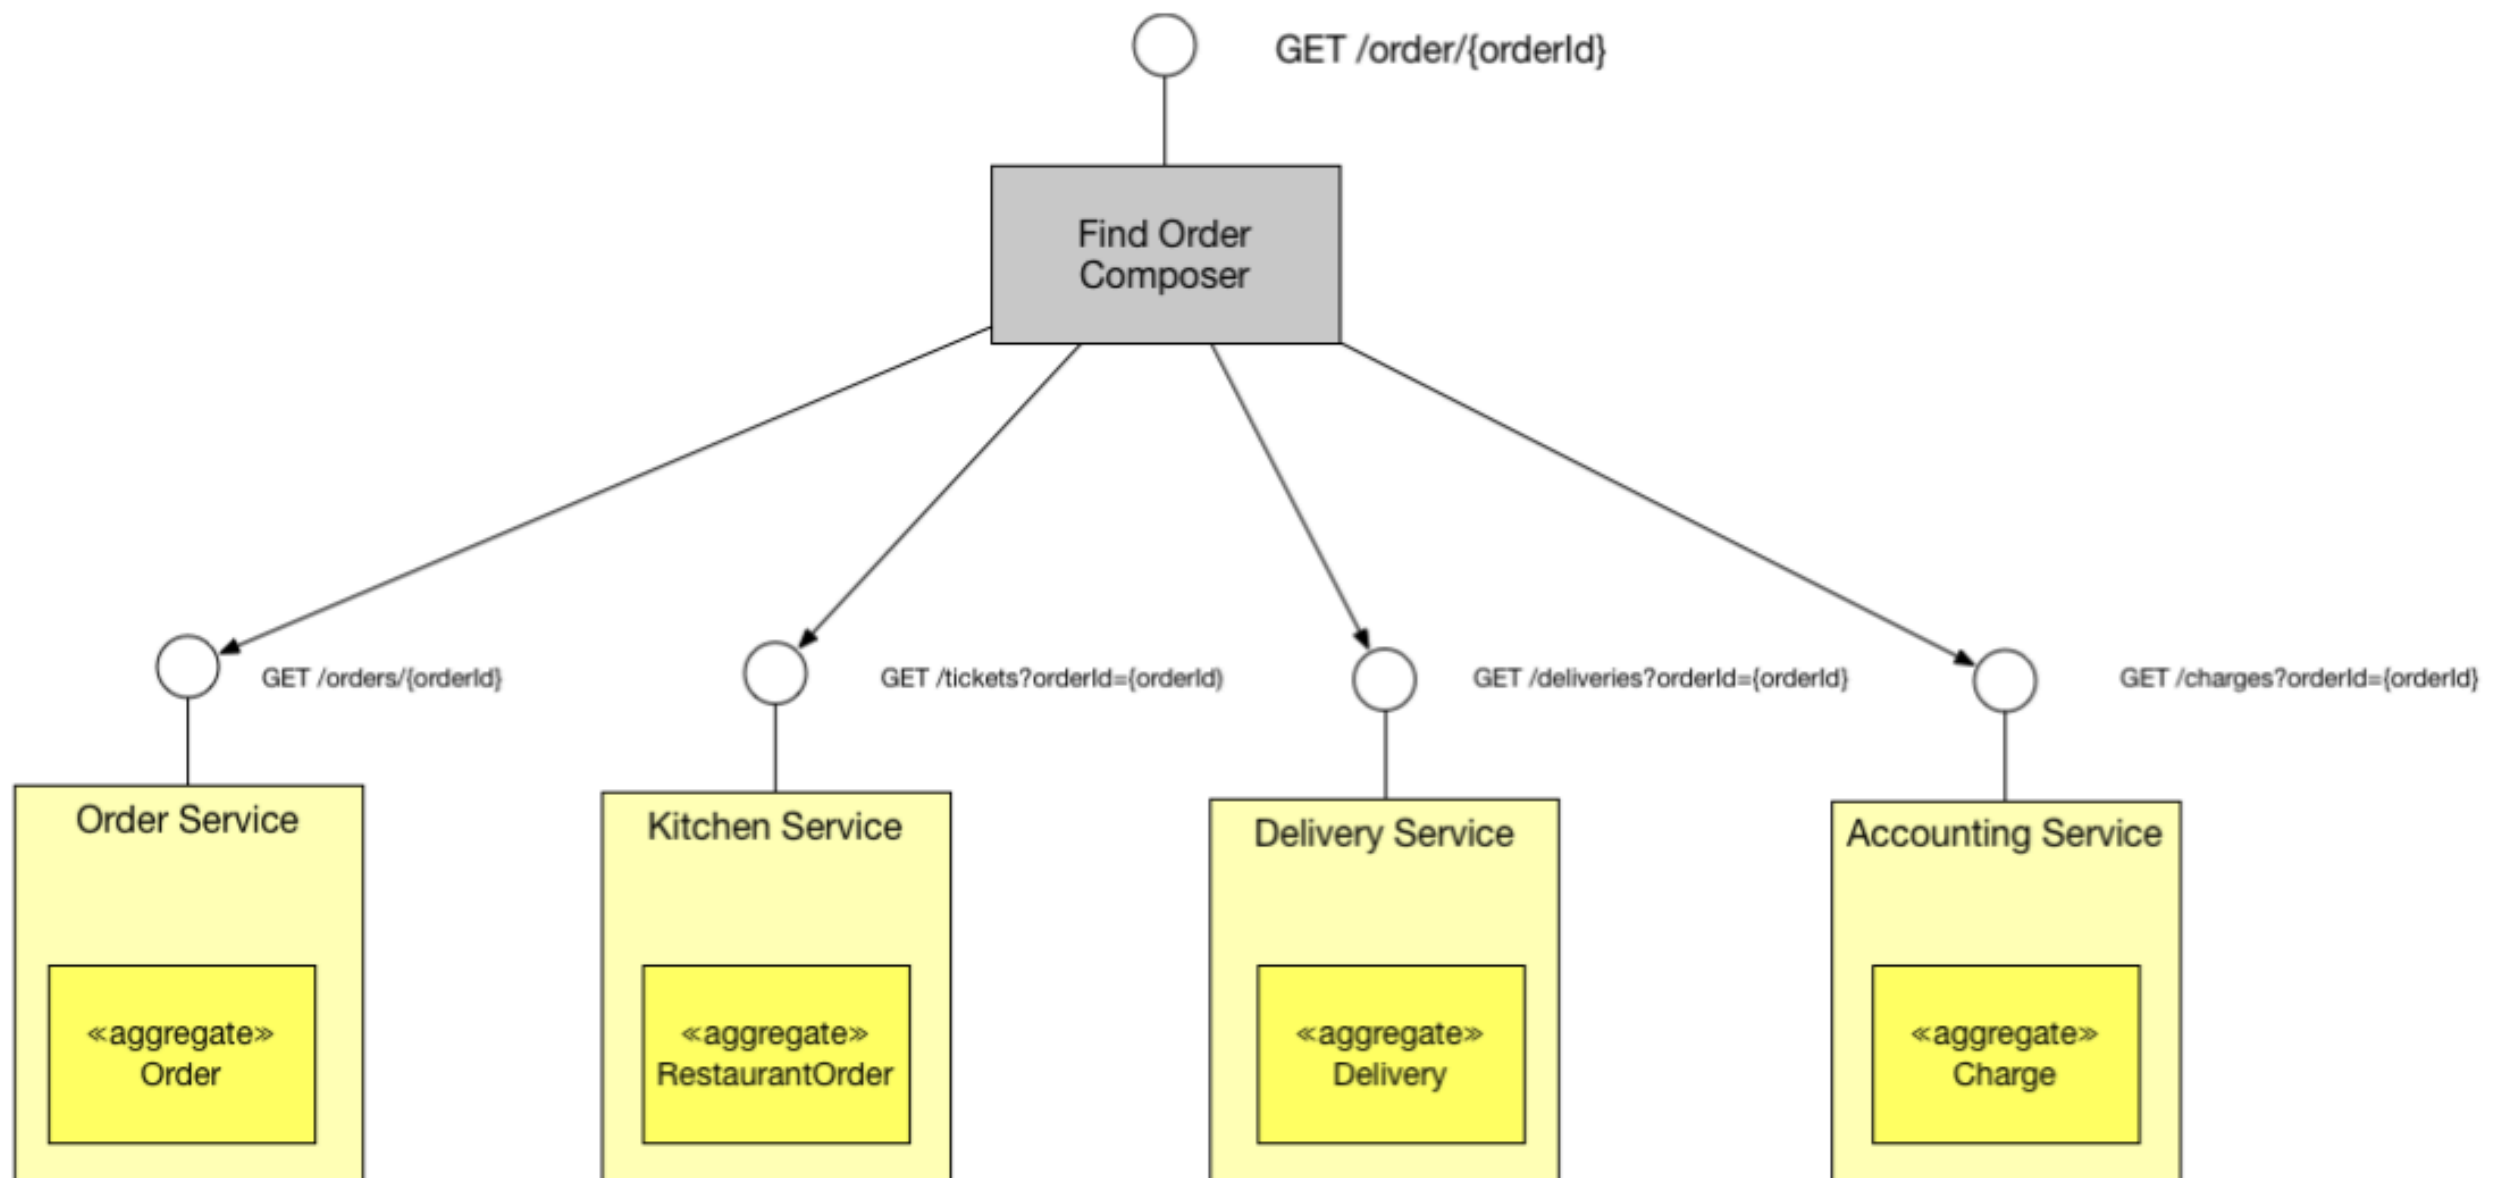 GET /order/{orderId}
Find Order
Composer
GET /orders/{orderId}
GET /tickets?orderId={orderId)
GET /deliveries?orderId={orderId}
GET /charges?orderId={orderId}
Order Service
Kitchen Service
Delivery Service
Accounting Service
«aggregate»
Order
«aggregate»
RestaurantOrder
«aggregate»
Delivery
«aggregate»
Charge